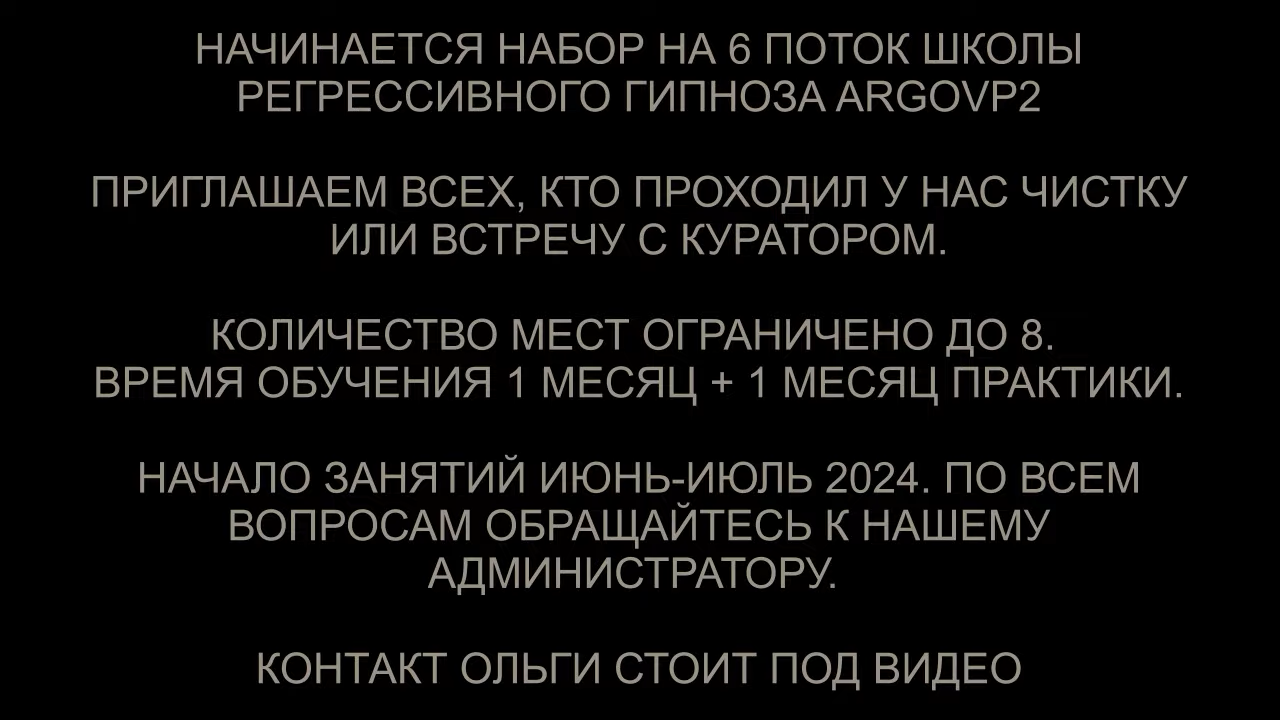 НАЧИНАЕТСЯ НАБОР НА 6 ПОТОК ШКОЛЫ
РЕГРЕССИВНОГО ГИПНОЗА ARGOVP2
ПРИГЛАШАЕМ ВСЕХ, КТО ПРОХОДИЛ У НАС ЧИСТКУ
ИЛИ ВСТРЕЧУ С КУРАТОРОМ.
КОЛИЧЕСТВО МЕСТ ОГРАНИЧЕНО ДО 8.
ВРЕМЯ ОБУЧЕНИЯ 1 МЕСЯЦ + 1 МЕСЯЦ ПРАКТИКИ.
НАЧАЛО ЗАНЯТИЙ ИЮНЬ-ИЮЛЬ 2024. ПО ВСЕМ
ВОПРОСАМ ОБРАЩАЙТЕСЬ К НАШЕМУ
АДМИНИСТРАТОРУ.
КОНТАКТ ОЛЬГИ СТОИТ ПОД ВИДЕО